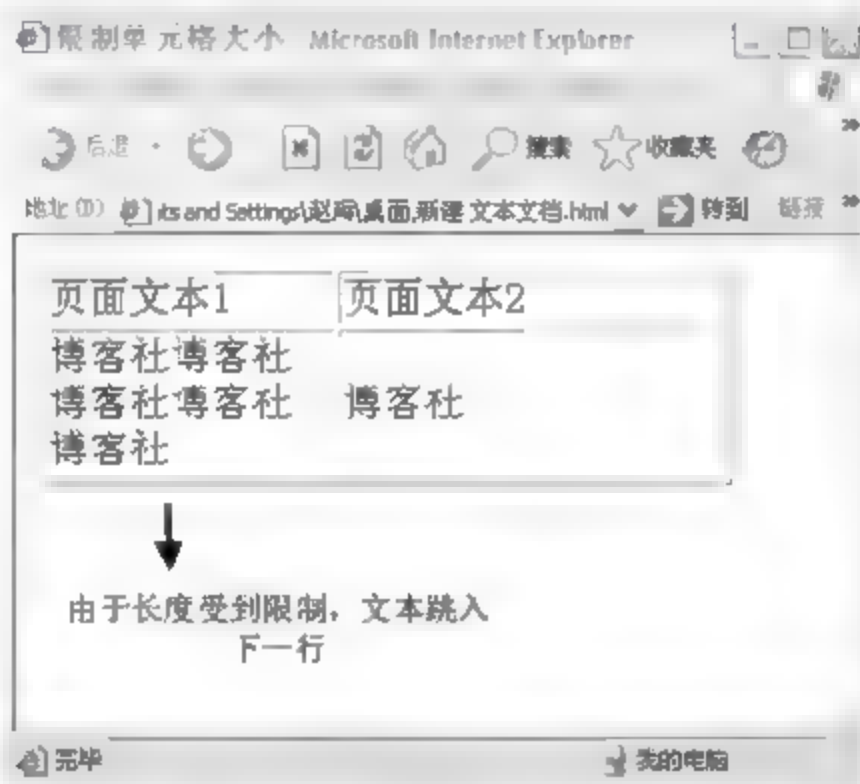 限制单元格大小 Microsoft Internet Explorer
后退
搜索 收藏夹
地址(D) its and Settings\赵\桌面\新建 文本文档.html 转到 链接
页面文本1 页面文本2
博客社博客社
博客社博客社 博客社
博客社
由于长度受到限制，文本跳入
下一行
完毕 我的电脑